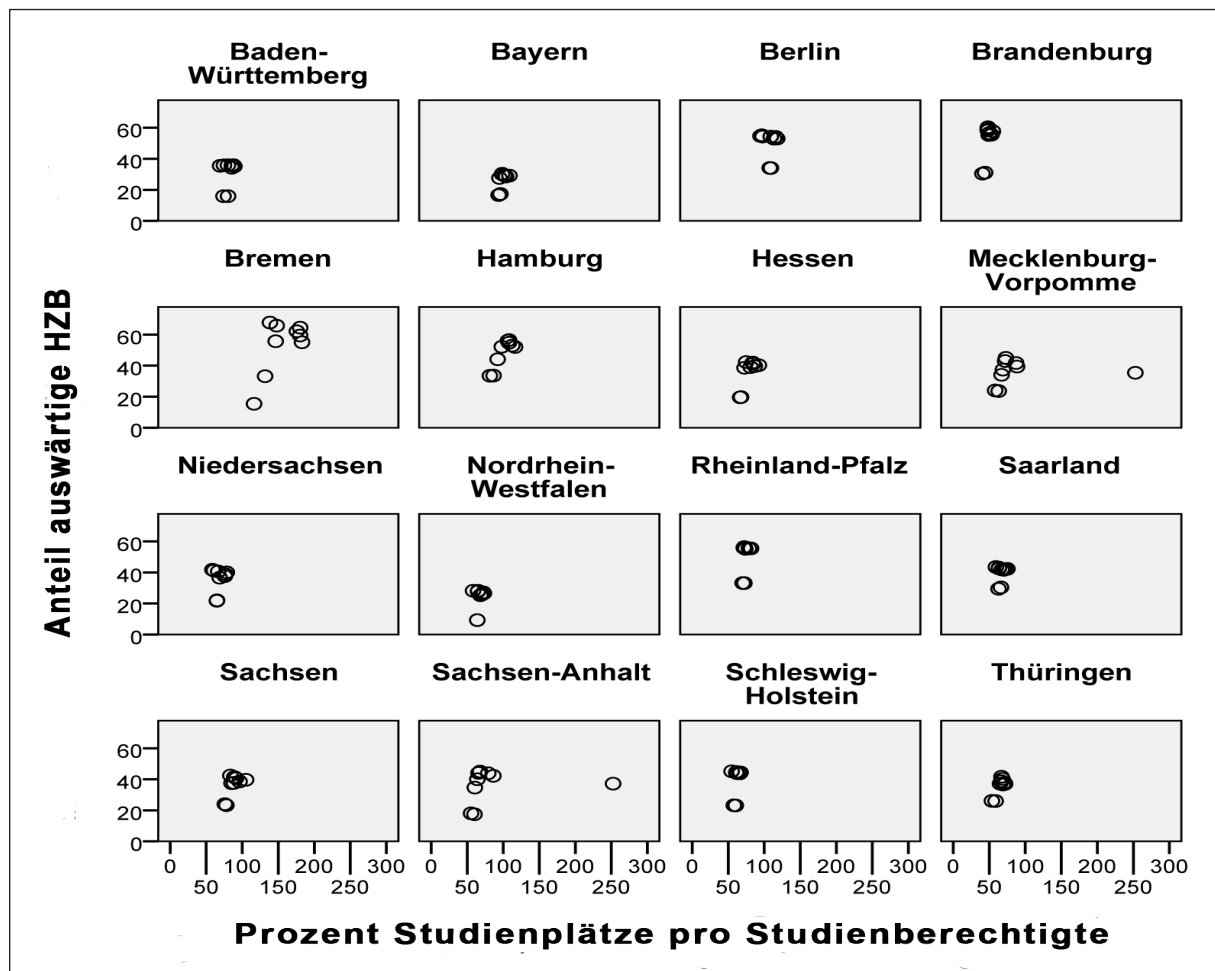 Baden-
Württemberg
Bayern
Berlin
Brandenburg
60
40
20
0
Bremen
Hamburg
Hessen
Mecklenburg-
Vorpomme
60
40
20
0
Anteil auswärtige HZB
Niedersachsen
Nordrhein-
Westfalen
Rheinland-Pfalz
Saarland
60
40
20
0
Sachsen
Sachsen-Anhalt
Schleswig-
Holstein
Thüringen
60
40
20
0
0 100 200 300 0 100 200 300 0 100 200 300 0 100 200 300
50 150 250 50 150 250 50 150 250 50 150 250
Prozent Studienplätze pro Studienberechtigte